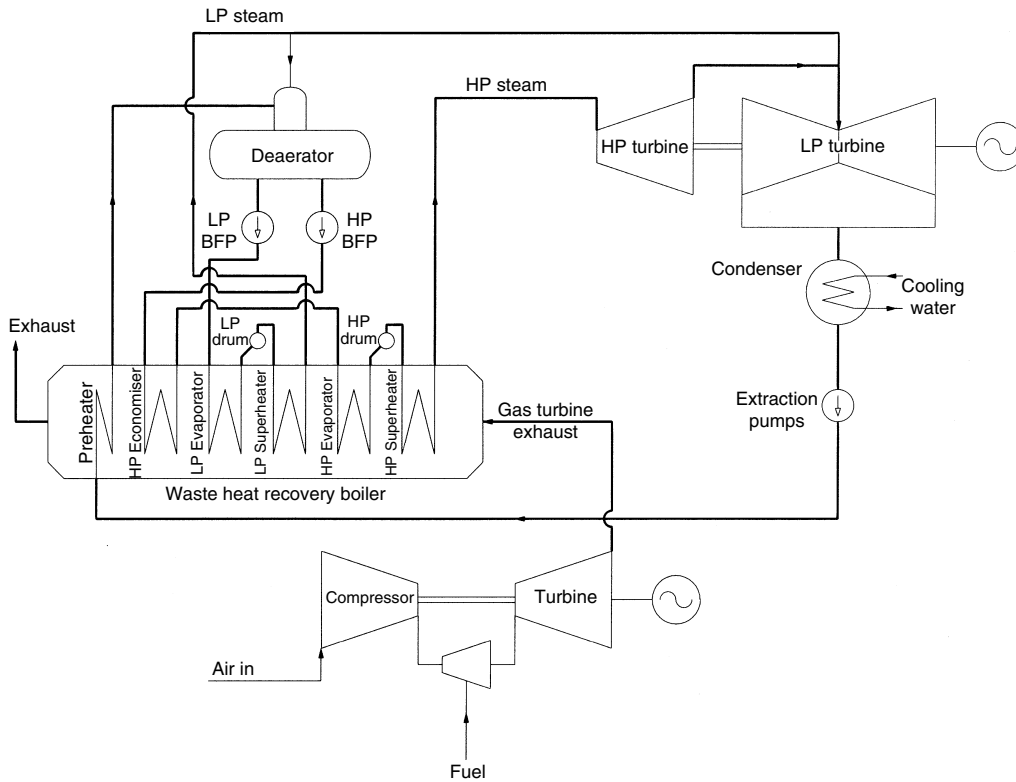 LP steam
HP steam
Deaerator
HP turbine
LP turbine
LP
BFP
HP
BFP
Condenser
Cooling
water
Exhaust
LP
drum
HP
drum
Preheater
HP Economiser
LP Evaporator
LP Superheater
HP Evaporator
HP Superheater
Gas turbine
exhaust
Extraction
pumps
Waste heat recovery boiler
Compressor
Turbine
Air in
Fuel